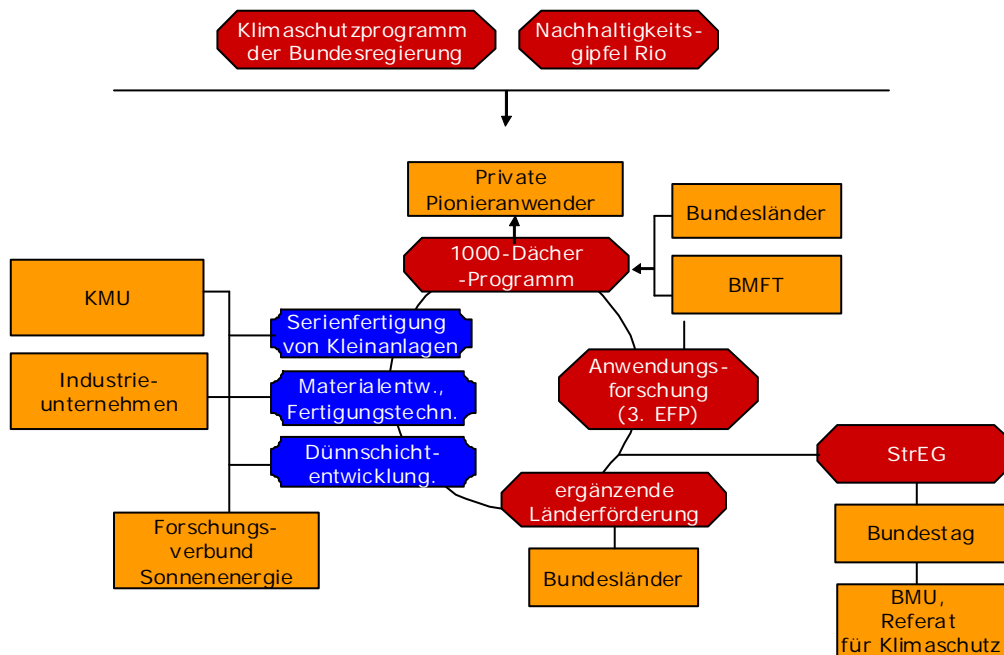 Klimaschutzprogramm
der Bundesregierung
Nachhaltigkeits-
gipfel Rio
Private
Pionieranwender
Bundesländer
1000-Dächer
-Programm
BMFT
KMU
Serienfertigung
von Kleinanlagen
Industrie-
unternehmen
Materialentw.,
Fertigungstechn.
Anwendungs-
forschung
(3. EFP)
Dünnschicht-
entwicklung.
StrEG
ergänzende
Länderförderung
Forschungs-
verbund
Sonnenenergie
Bundestag
Bundesländer
BMU,
Referat
für Klimaschutz